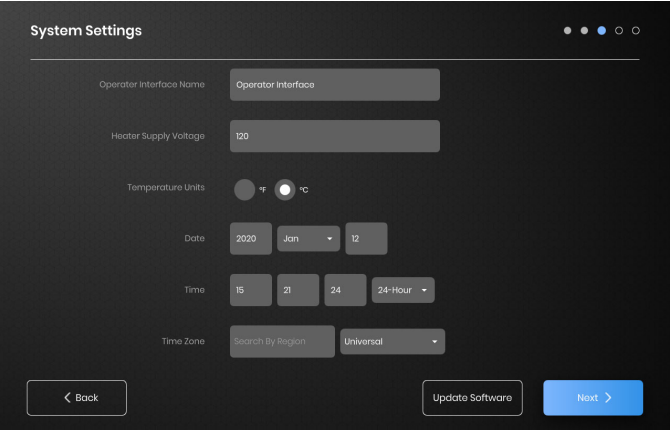 System Settings
Operater Interface Name Operator Interface
Heater Supply Voltage 120
Temperature Units °F °C
Date 2020 Jan 12
Time 15 21 24 24-Hour
Time Zone Search By Region Universal
Back Update Software Next